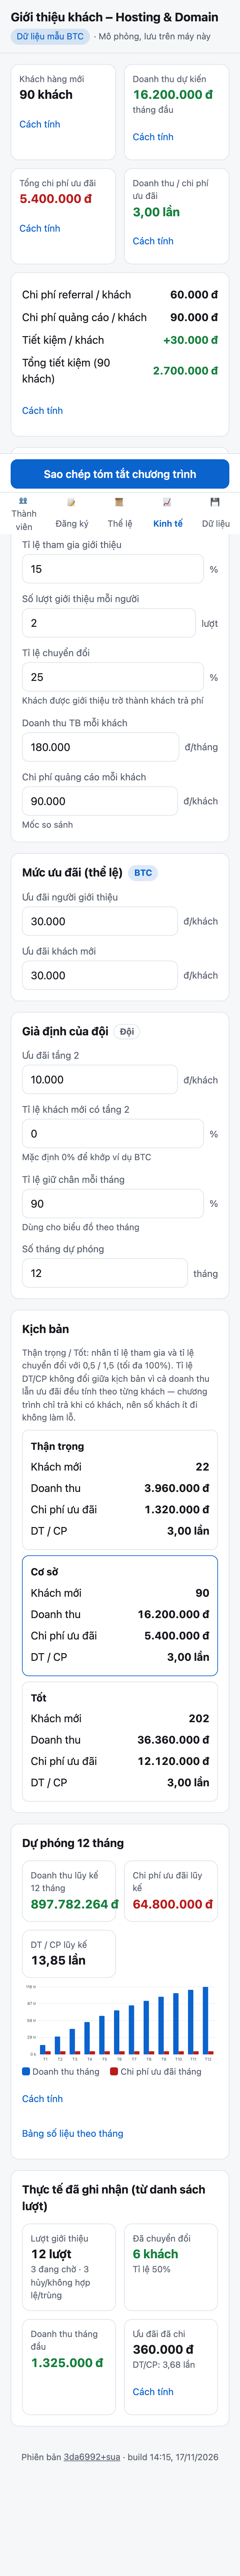 Giới thiệu khách – Hosting & Domain
Dữ liệu mẫu BTC · Mô phỏng, lưu trên máy này
Khách hàng mới
90 khách
Cách tính
Doanh thu dự kiến
16.200.000 đ
tháng đầu
Cách tính
Tổng chi phí ưu đãi
5.400.000 đ
Cách tính
Doanh thu / chi phí
ưu đãi
3,00 lần
Cách tính
Chi phí referral / khách 60.000 đ
Chi phí quảng cáo / khách 90.000 đ
Tiết kiệm / khách +30.000 đ
Tổng tiết kiệm (90
khách) 2.700.000 đ
Cách tính
Sao chép tóm tắt chương trình
Thành
viên
Đăng ký
Thể lệ
Kinh tế
Dữ liệu
Tỉ lệ tham gia giới thiệu
15 %
Số lượt giới thiệu mỗi người
2 lượt
Tỉ lệ chuyển đổi
25 %
Khách được giới thiệu trở thành khách trả phí
Doanh thu TB mỗi khách
180.000 đ/tháng
Chi phí quảng cáo mỗi khách
90.000 đ/khách
Mốc so sánh
Mức ưu đãi (thể lệ) BTC
Ưu đãi người giới thiệu
30.000 đ/khách
Ưu đãi khách mới
30.000 đ/khách
Giả định của đội Đội
Ưu đãi tầng 2
10.000 đ/khách
Tỉ lệ khách mới có tầng 2
0 %
Mặc định 0% để khớp ví dụ BTC
Tỉ lệ giữ chân mỗi tháng
90 %
Dùng cho biểu đồ theo tháng
Số tháng dự phóng
12 tháng
Kịch bản
Thận trọng / Tốt: nhân tỉ lệ tham gia và tỉ lệ
chuyển đổi với 0,5 / 1,5 (tối đa 100%). Tỉ lệ
DT/CP không đổi giữa kịch bản vì cả doanh thu
lẫn ưu đãi đều tính theo từng khách — chương
trình chỉ trả khi có khách, nên số khách ít đi
không làm lỗ.
Thận trọng
Khách mới 22
Doanh thu 3.960.000 đ
Chi phí ưu đãi 1.320.000 đ
DT / CP 3,00 lần
Cơ sở
Khách mới 90
Doanh thu 16.200.000 đ
Chi phí ưu đãi 5.400.000 đ
DT / CP 3,00 lần
Tốt
Khách mới 202
Doanh thu 36.360.000 đ
Chi phí ưu đãi 12.120.000 đ
DT / CP 3,00 lần
Dự phóng 12 tháng
Doanh thu lũy kế
12 tháng
897.782.264 đ
Chi phí ưu đãi lũy
kế
64.800.000 đ
DT / CP lũy kế
13,85 lần
T1 T2 T3 T4 T5 T6 T7 T8 T9 T10 T11 T12
Doanh thu tháng Chi phí ưu đãi tháng
Cách tính
Bảng số liệu theo tháng
Thực tế đã ghi nhận (từ danh sách
lượt)
Lượt giới thiệu
12 lượt
3 đang chờ · 3
hủy/không hợp
lệ/trùng
Đã chuyển đổi
6 khách
Tỉ lệ 50%
Doanh thu tháng
đầu
1.325.000 đ
Ưu đãi đã chi
360.000 đ
DT/CP: 3,68 lần
Cách tính
Phiên bản 3da6992+sua · build 14:15, 17/11/2026